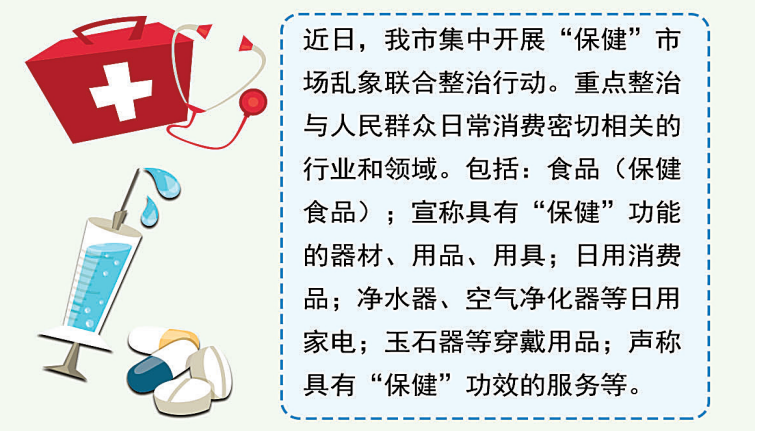 近日，我市集中开展“保健”市
场乱象联合整治行动。重点整治
与人民群众日常消费密切相关的
行业和领域。包括：食品（保健
食品）；宣称具有“保健”功能
的器材、用品、用具；日用消费
品；净水器、空气净化器等日用
家电；玉石器等穿戴用品；声称
具有“保健”功效的服务等。